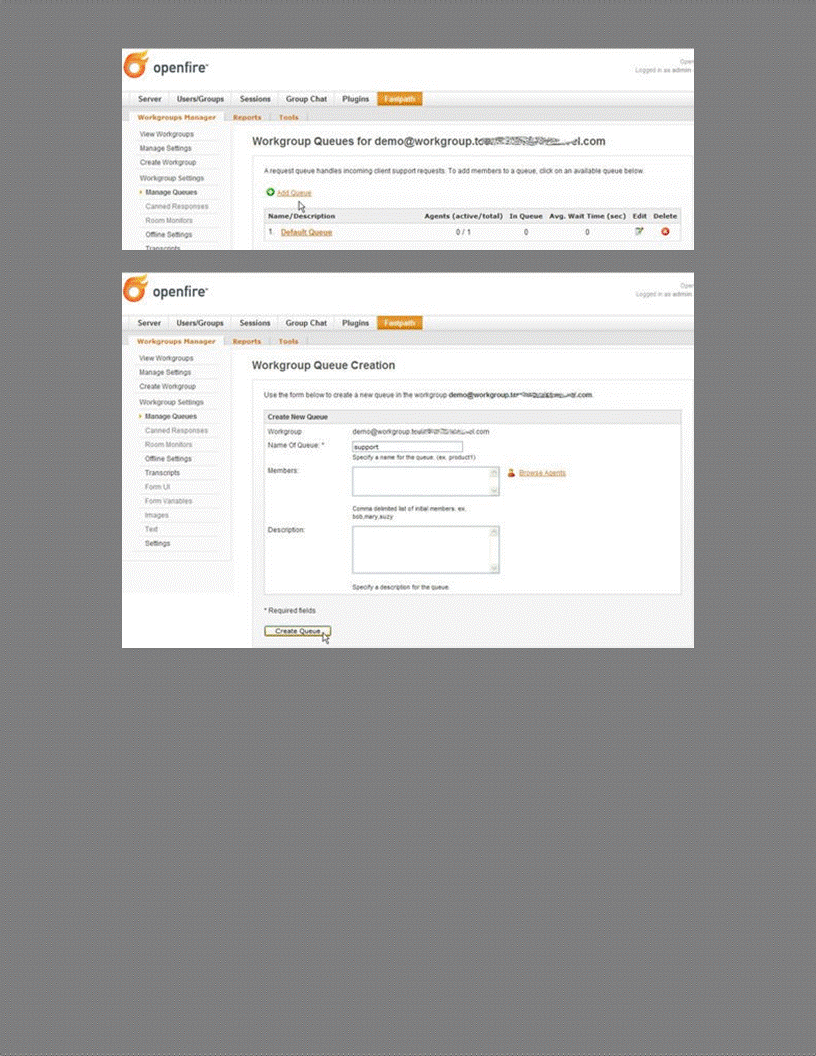 openfire
Open
Logged in as admin
Server Users/Groups Sessions Group Chat Plugins Fastpath
Workgroups Manager Reports Tools
View Workgroups
Manage Settings
Create Workgroup
Workgroup Settings
Manage Queues
Canned Responses
Room Monitors
Offline Settings
Transcripts
Workgroup Queues for demo@workgroup. el.com
A request queue handles incoming client support requests. To add members to a queue, click on an available queue below.
Add Queue
Name/Description Agents (active/total) In Queue Avg. Wait Time (sec) Edit Delete
1. Default Queue 0 / 1 0 0
openfire
Open
Logged in as admin
Server Users/Groups Sessions Group Chat Plugins Fastpath
Workgroups Manager Reports Tools
View Workgroups
Manage Settings
Create Workgroup
Workgroup Settings
Manage Queues
Canned Responses
Room Monitors
Offline Settings
Transcripts
Form UI
Form Variables
Images
Text
Settings
Workgroup Queue Creation
Use the form below to create a new queue in the workgroup demo@workgroup. .com.
Create New Queue
Workgroup demo@workgroup. el.com
Name Of Queue: * support
Specify a name for the queue. (ex. product1)
Members: Browse Agents
Comma delimited list of initial members. ex.
bob,mary,suzy
Description:
Specify a description for the queue.
* Required fields
Create Queue